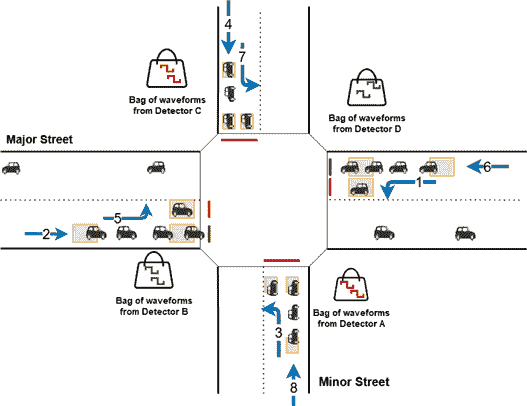 4
7
Bag of waveforms
from Detector C
Bag of waveforms
from Detector D
Major Street
6
1
5
2
Bag of waveforms
from Detector B
Bag of waveforms
from Detector A
3
Minor Street
8